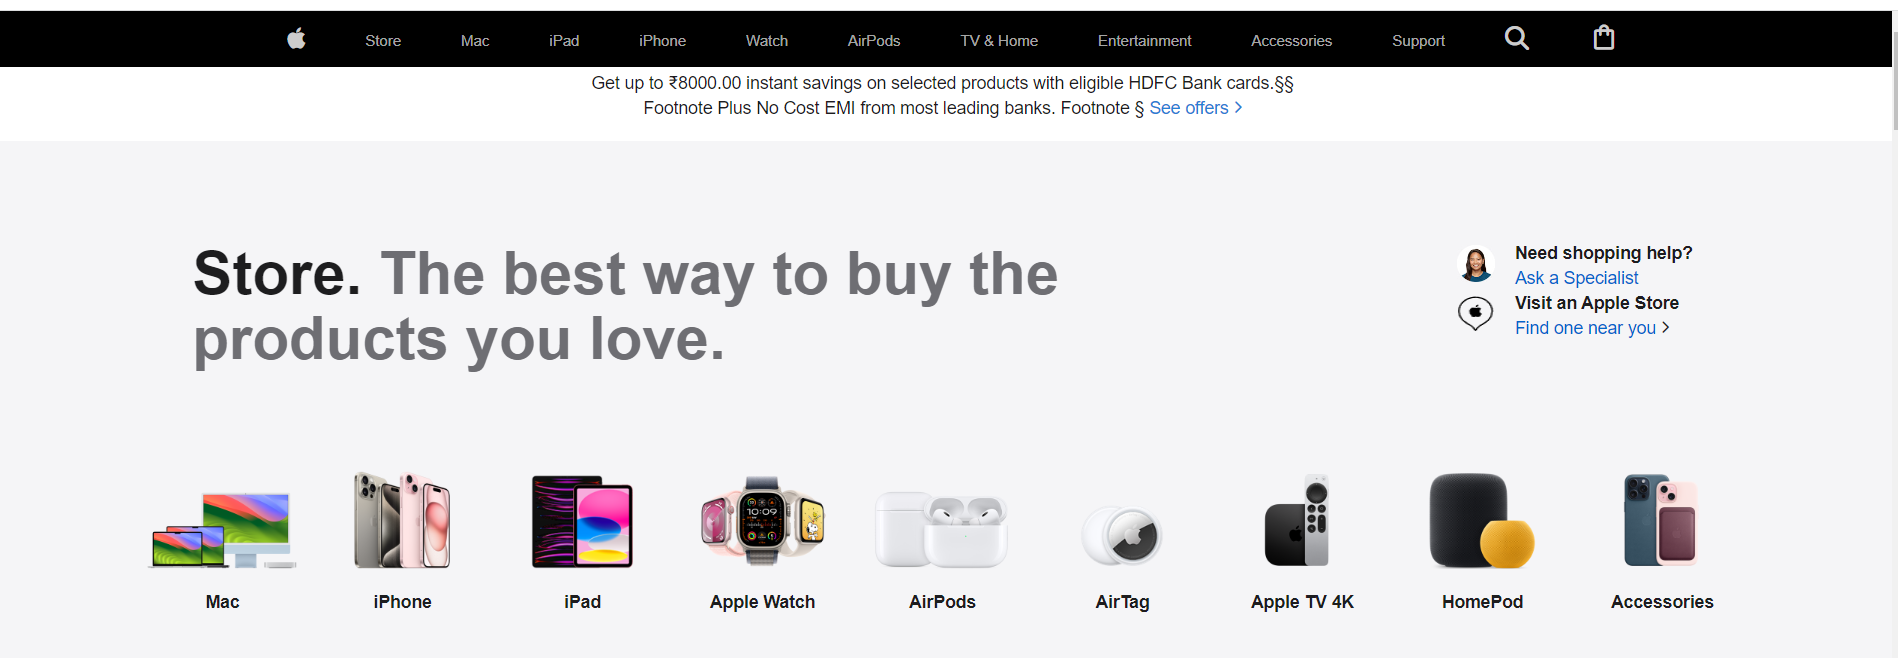 Store Mac iPad iPhone Watch AirPods TV & Home Entertainment Accessories Support
Get up to ₹8000.00 instant savings on selected products with eligible HDFC Bank cards.§§
Footnote Plus No Cost EMI from most leading banks. Footnote § See offers >
Store. The best way to buy the
products you love.
Need shopping help?
Ask a Specialist
Visit an Apple Store
Find one near you >
10:09
Mac iPhone iPad Apple Watch AirPods AirTag Apple TV 4K HomePod Accessories